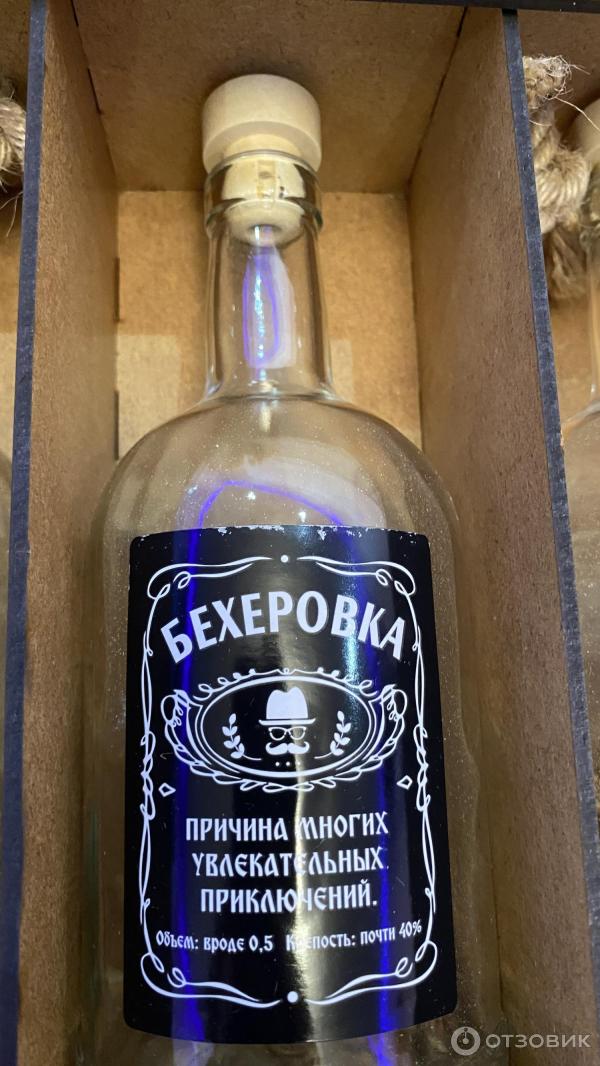 БЕХЕРОВКА
ПРИЧИНА МНОГИХ
УВЛЕКАТЕЛЬНЫХ
ПРИКЛЮЧЕНИЙ.
Объем: вроде 0,5 Крепость: почти 40%
ОТЗОВИК